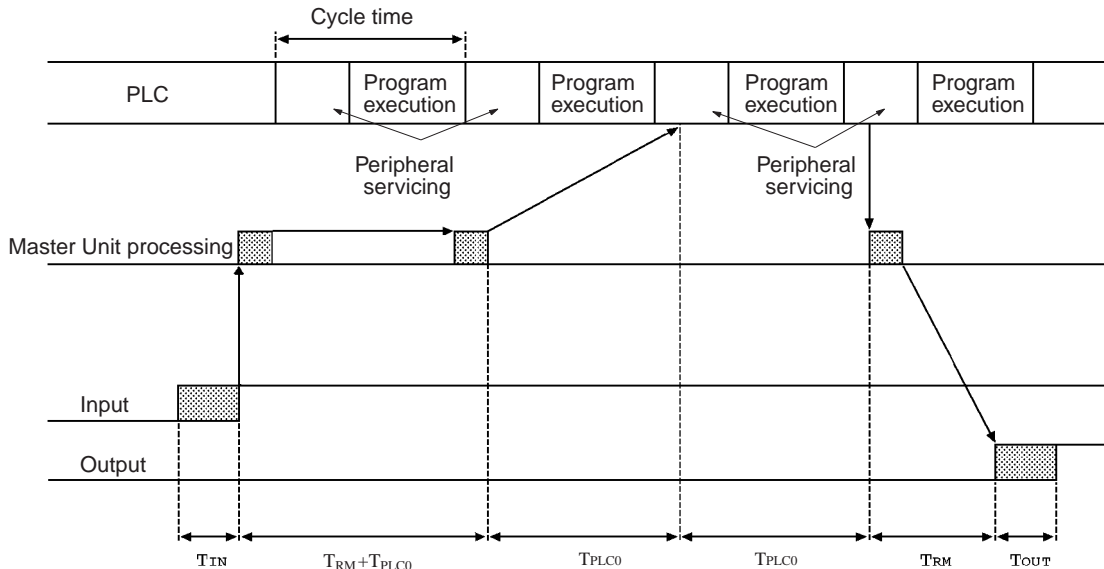 Cycle time
PLC
Program
execution
Program
execution
Program
execution
Program
execution
Peripheral
servicing
Peripheral
servicing
Master Unit processing
Input
Output
TIN
TRM+TPLC0
TPLC0
TPLC0
TRM
TOUT